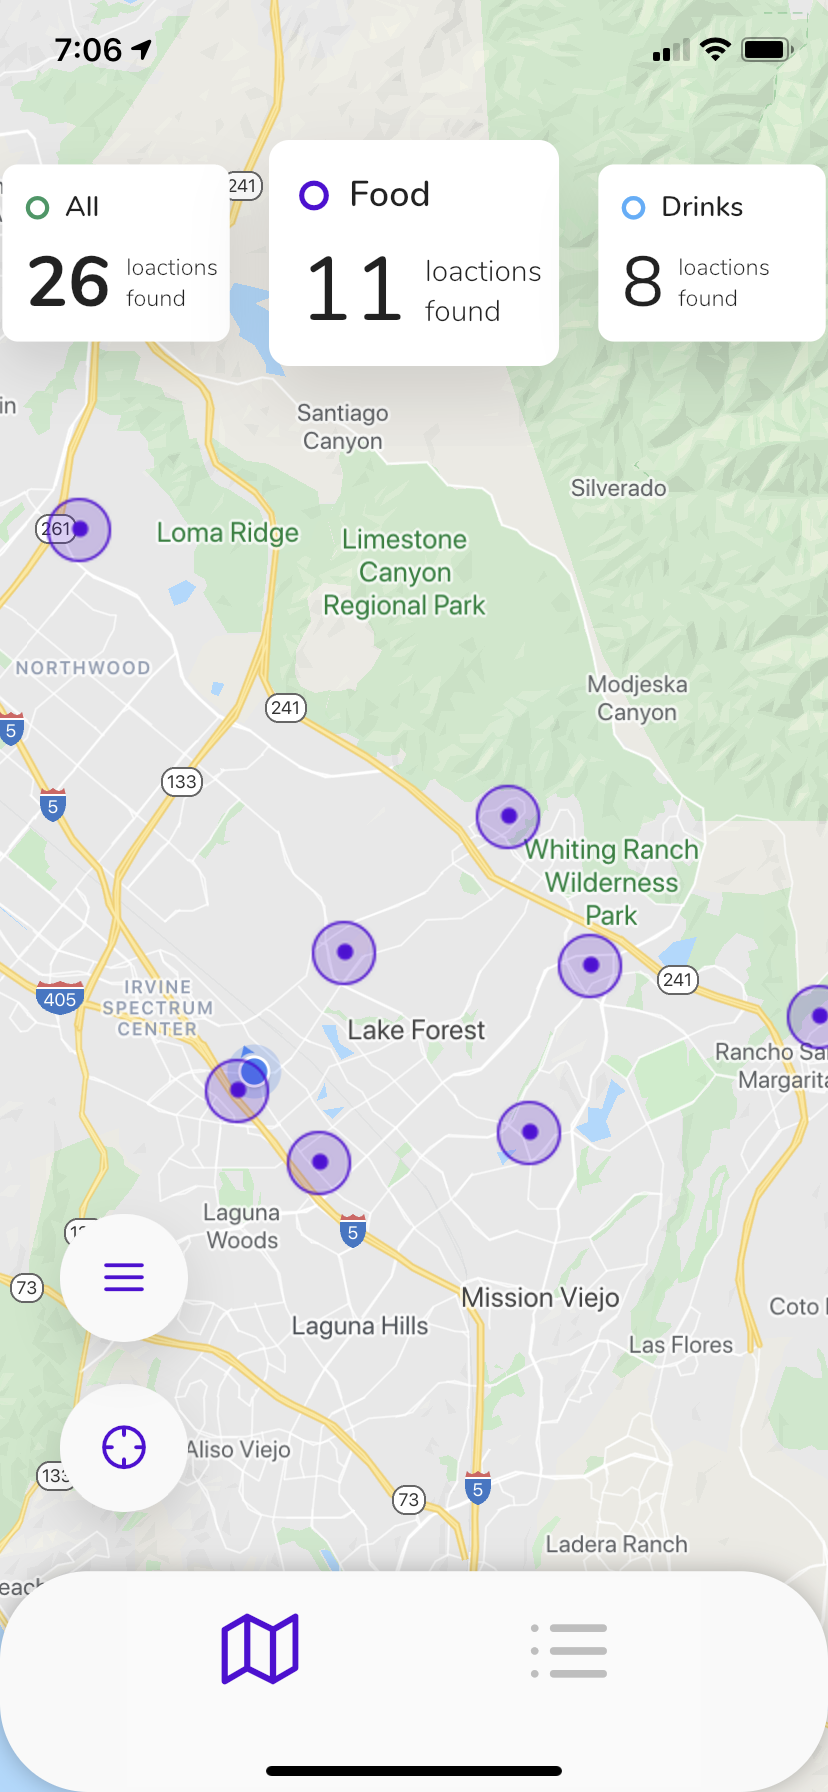 7:06
All
26
loactions
found
241
Food
11
loactions
found
Drinks
8
loactions
found
in
Santiago
Canyon
Silverado
261
Loma Ridge
Limestone
Canyon
Regional Park
NORTHWOOD
Modjeska
Canyon
241
5
133
5
Whiting Ranch
Wilderness
Park
405
IRVINE
SPECTRUM
CENTER
241
Lake Forest
Rancho Sa
Margarita
Laguna
Woods
5
73
Mission Viejo
Coto
Laguna Hills
Las Flores
Aliso Viejo
133
73
5
Ladera Ranch
each